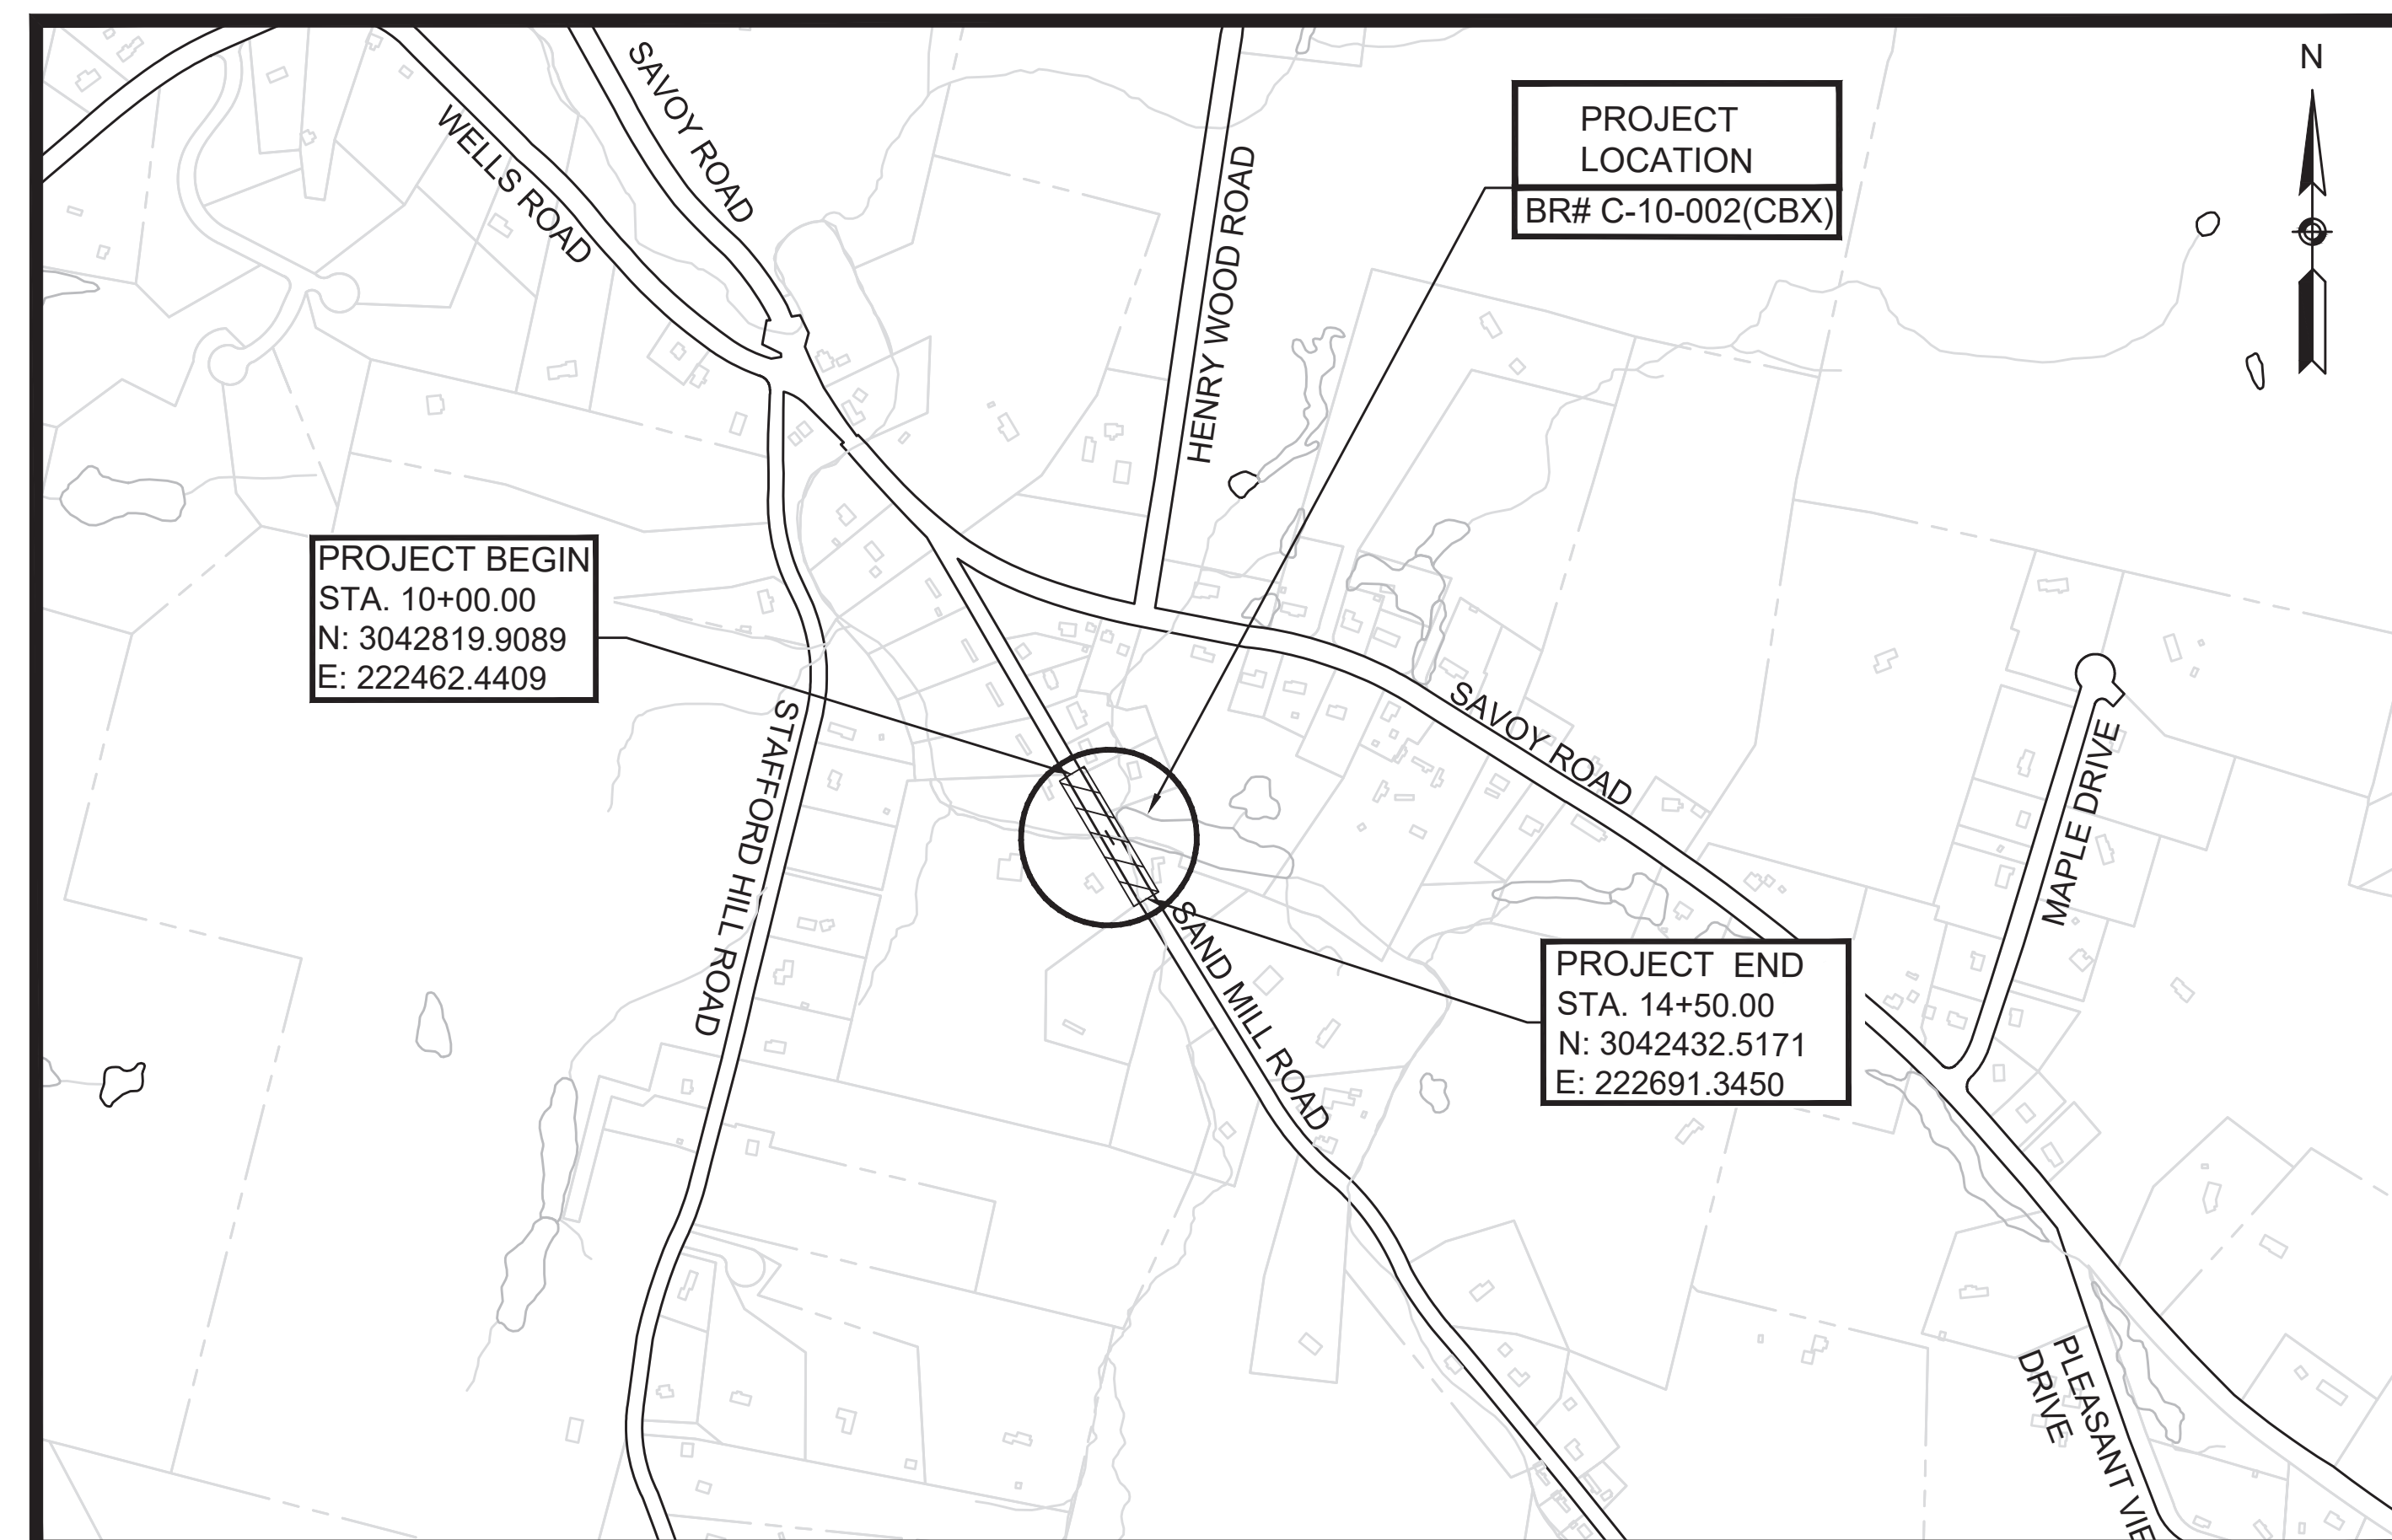 N
SAVOY ROAD
WELLS ROAD
HENRY WOOD ROAD
PROJECT
LOCATION
BR# C-10-002(CBX)
PROJECT BEGIN
STA. 10+00.00
N: 3042819.9089
E: 222462.4409
STAFFORD HILL ROAD
SAVOY ROAD
MAPLE DRIVE
SAND MILL ROAD
PROJECT END
STA. 14+50.00
N: 3042432.5171
E: 222691.3450
PLEASANT VIE
DRIVE